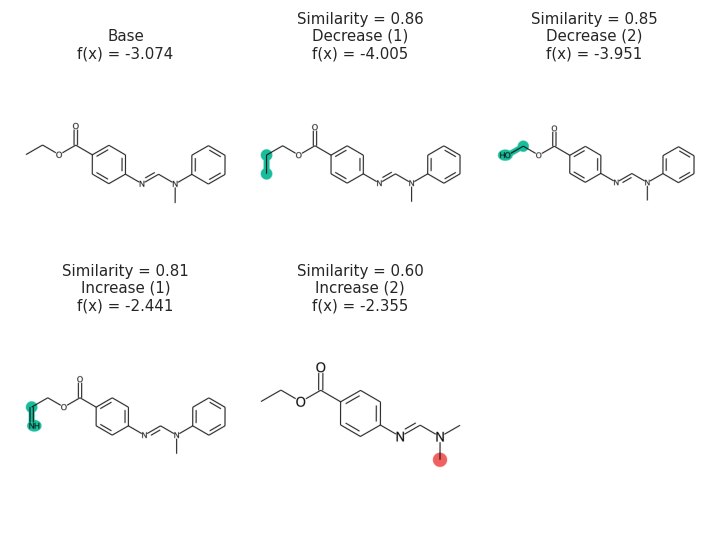 Base
f(x) = -3.074
Similarity = 0.86
Decrease (1)
f(x) = -4.005
Similarity = 0.85
Decrease (2)
f(x) = -3.951
O
O
N
N
O
O
N
N
HO
O
O
N
N
Similarity = 0.81
Increase (1)
f(x) = -2.441
Similarity = 0.60
Increase (2)
f(x) = -2.355
O
O
NH
N
N
O
O
N
N